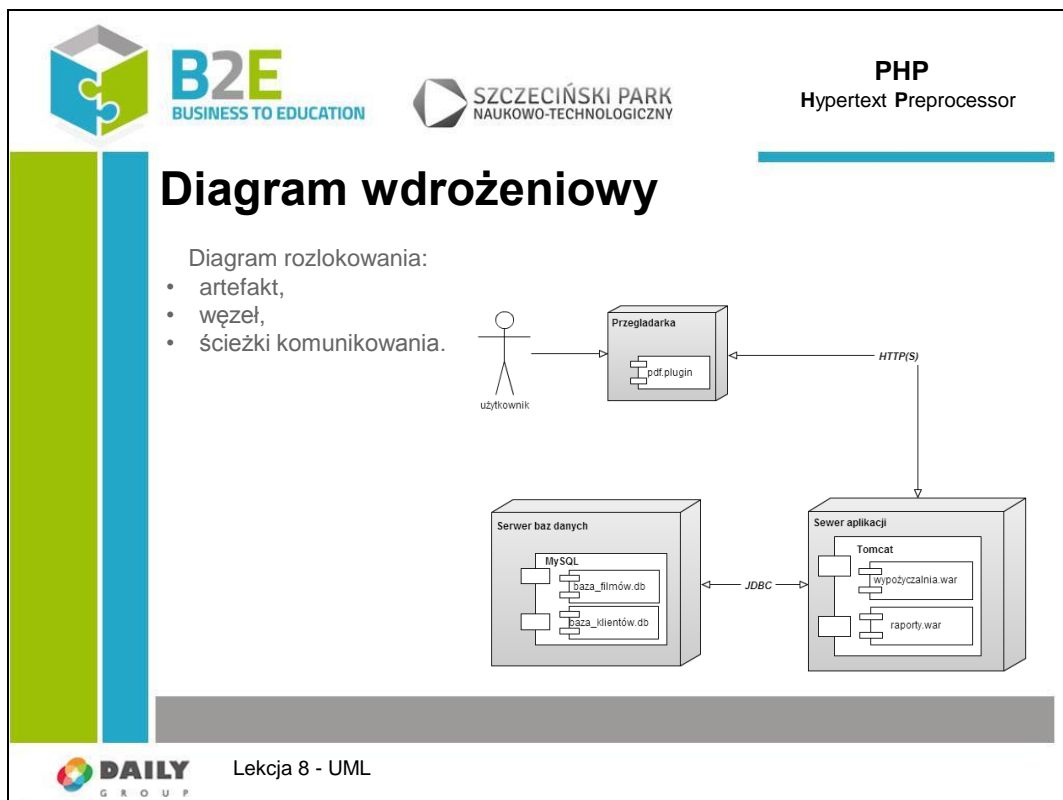 B2E
BUSINESS TO EDUCATION
SZCZECIŃSKI PARK
NAUKOWO-TECHNOLOGICZNY
PHP
Hypertext Preprocessor
Diagram wdrożeniowy
Diagram rozlokowania:
• artefakt,
• węzeł,
• ścieżki komunikowania.
użytkownik
Przegladarka
pdf.plugin
HTTP(S)
Serwer baz danych
MySQL
baza_filmów.db
baza_klientów.db
JDBC
Sewer aplikacji
Tomcat
wypożyczalnia.war
raporty.war
DAILY
GROUP
Lekcja 8 - UML